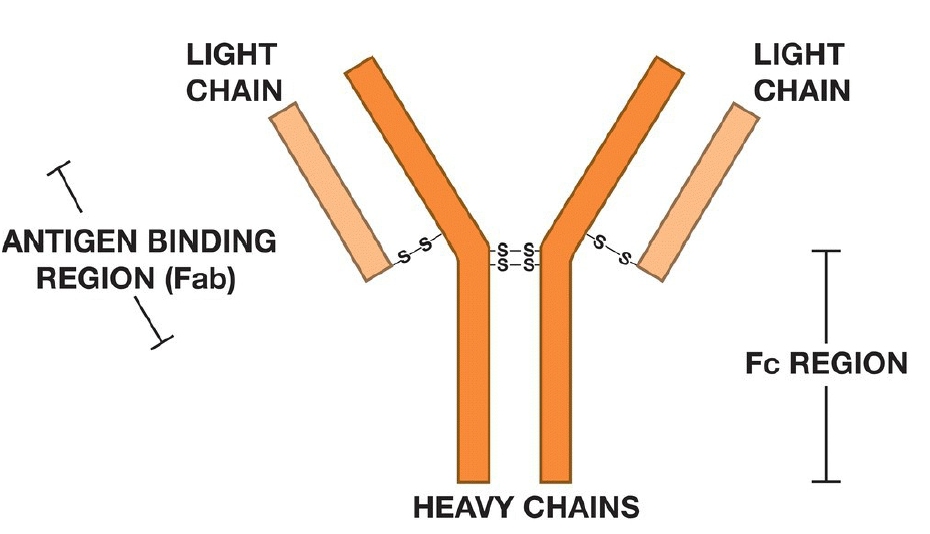 LIGHT
CHAIN
LIGHT
CHAIN
ANTIGEN BINDING
REGION (Fab)
S S
S S
S S
S S
Fc REGION
HEAVY CHAINS